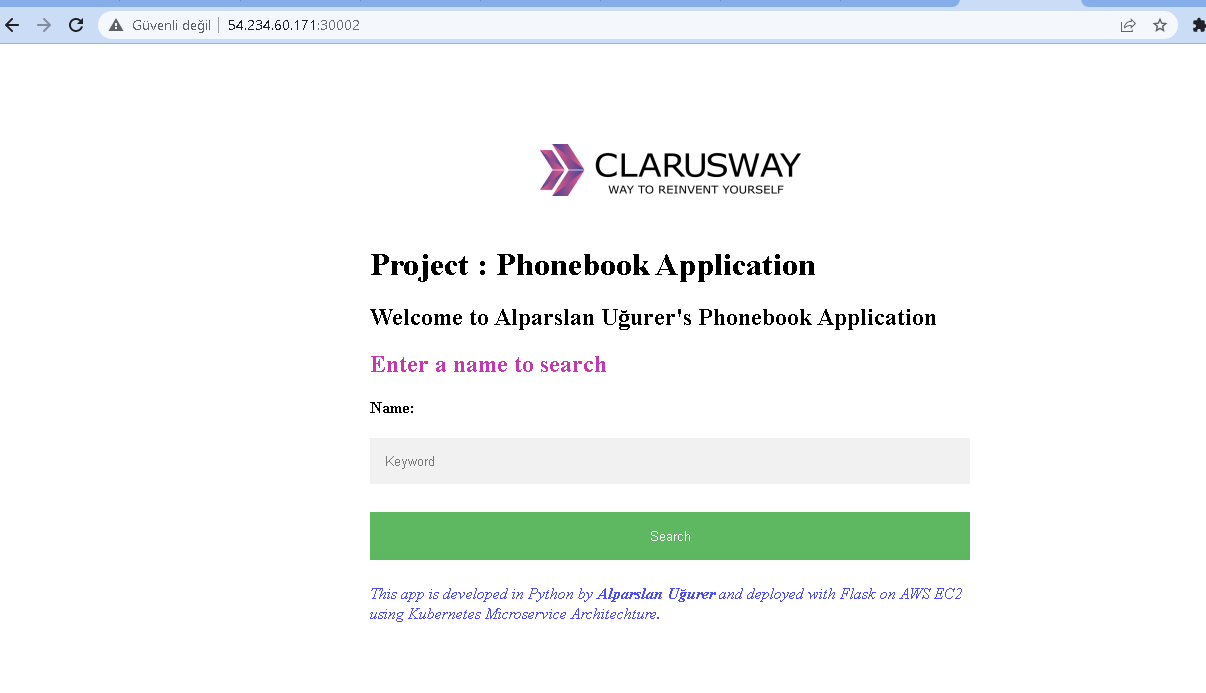 Güvenli değil
54.234.60.171:30002
CLARUSWAY
WAY TO REINVENT YOURSELF
Project : Phonebook Application
Welcome to Alparslan Uğurer's Phonebook Application
Enter a name to search
Name:
Keyword
Search
This app is developed in Python by Alparslan Uğurer and deployed with Flask on AWS EC2
using Kubernetes Microservice Architechture.